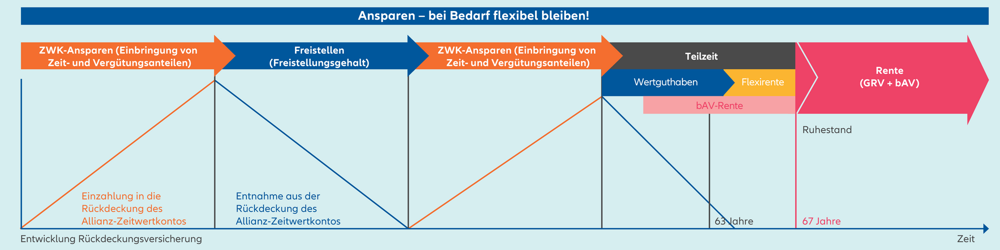 Ansparen – bei Bedarf flexibel bleiben!
ZWK-Ansparen (Einbringung von
Zeit- und Vergütungsanteilen)
Freistellen
(Freistellungsgehalt)
ZWK-Ansparen (Einbringung von
Zeit- und Vergütungsanteilen)
Teilzeit
Wertguthaben
Flexirente
bAV-Rente
Rente
(GRV + bAV)
Ruhestand
Einzahlung in die
Rückdeckung des
Allianz-Zeitwertkontos
Entnahme aus der
Rückdeckung des
Allianz-Zeitwertkontos
63 Jahre
67 Jahre
Entwicklung Rückdeckungsversicherung
Zeit